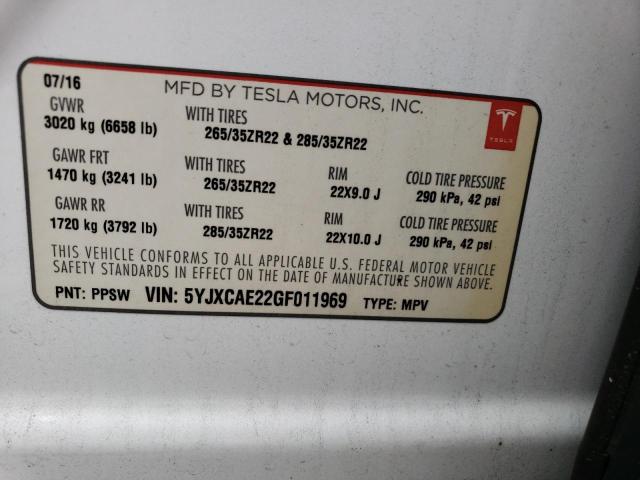 07/16 MFD BY TESLA MOTORS, INC.
GVWR WITH TIRES
3020 kg (6658 lb) 265/35ZR22 & 285/35ZR22
TESLA
GAWR FRT WITH TIRES RIM COLD TIRE PRESSURE
1470 kg (3241 lb) 265/35ZR22 22X9.0 J 290 kPa, 42 psi
GAWR RR WITH TIRES RIM COLD TIRE PRESSURE
1720 kg (3792 lb) 285/35ZR22 22X10.0 J 290 kPa, 42 psi
THIS VEHICLE CONFORMS TO ALL APPLICABLE U.S. FEDERAL MOTOR VEHICLE
SAFETY STANDARDS IN EFFECT ON THE DATE OF MANUFACTURE SHOWN ABOVE.
PNT: PPSW VIN: 5YJXCAE22GF011969 TYPE: MPV